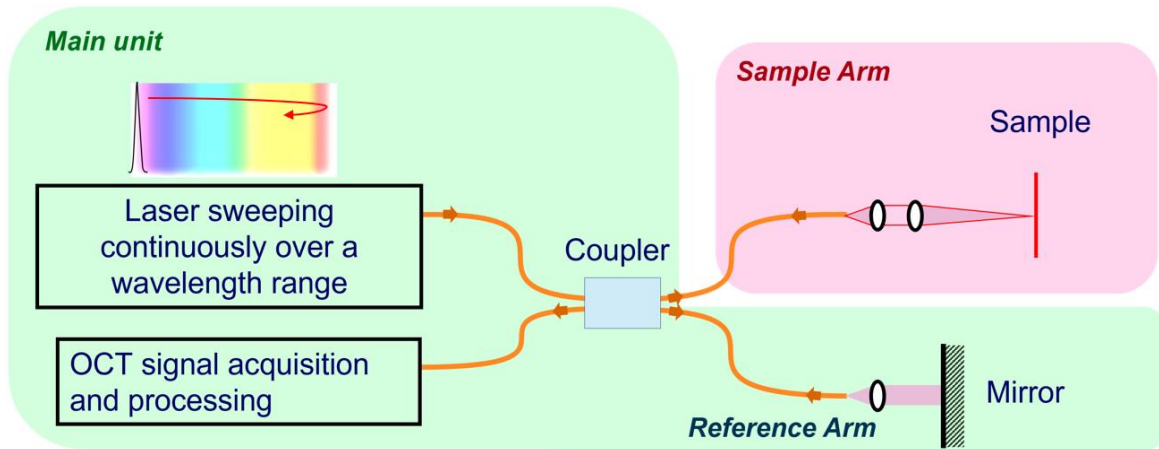 Main unit
Laser sweeping
continuously over a
wavelength range
OCT signal acquisition
and processing
Coupler
Sample Arm
Sample
Mirror
Reference Arm